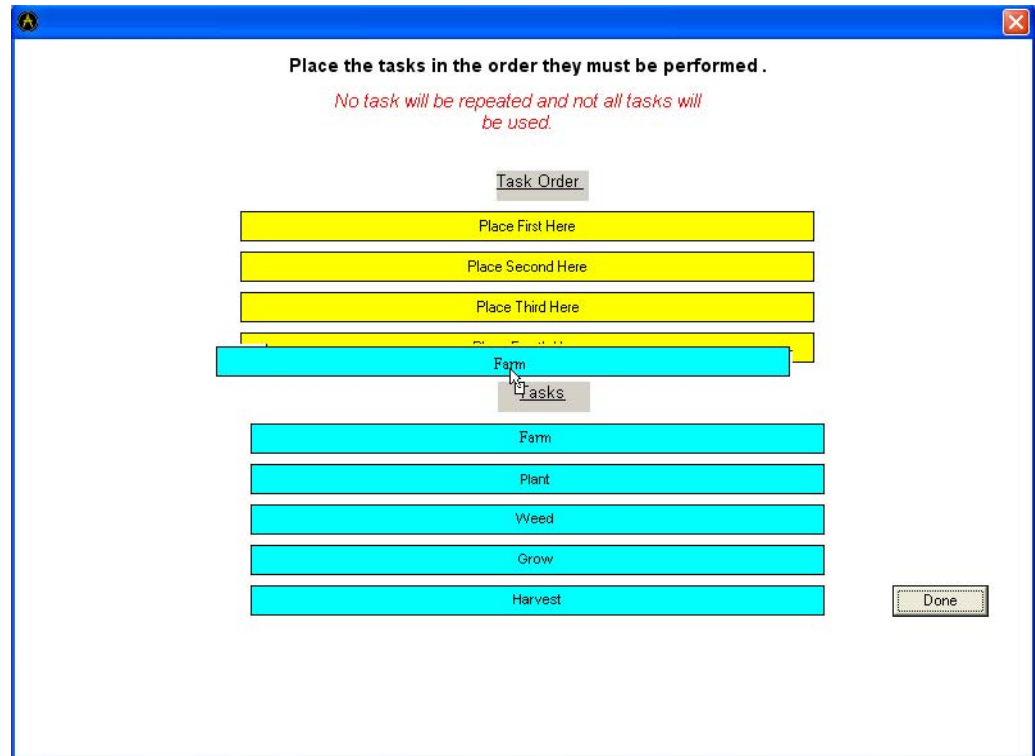 Place the tasks in the order they must be performed .
No task will be repeated and not all tasks will
be used.
Task Order
Place First Here
Place Second Here
Place Third Here
Farm
Tasks
Farm
Plant
Weed
Grow
Harvest
Done